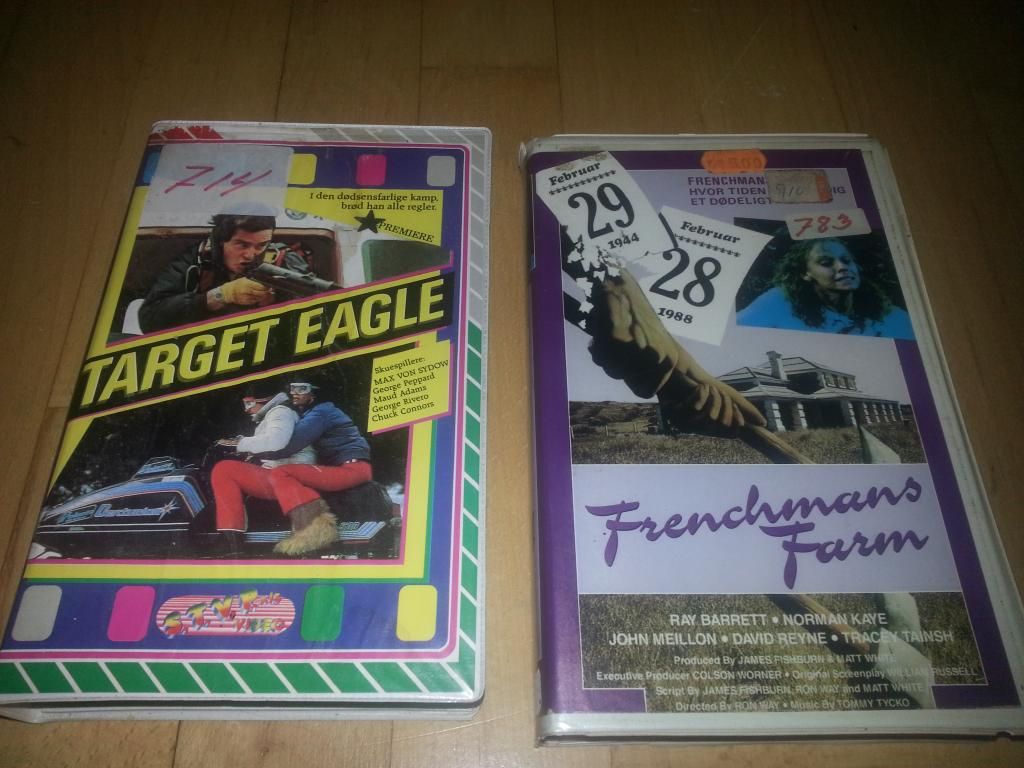 714
I den dødsensfarlige kamp,
brød han alle regler.
PREMIERE
TARGET EAGLE
Skuespillere:
MAX VON SYDOW
George Peppard
Maud Adams
George Rivero
Chuck Connors
S.T.V.
VIDEO
Februar
29
1944
Februar
28
1988
FRENCHMAN
HVOR TIDEN
ET DØDELIGT
910
783
Frenchmans
Farm
RAY BARRETT • NORMAN KAYE
JOHN MEILLON • DAVID REYNE • TRACEY TAINSH
Produced By JAMES FISHBURN & MATT WHITE
Executive Producer COLSON WORNER • Original Screenplay WILLIAM RUSSELL
Script By JAMES FISHBURN, RON WAY and MATT WHITE
Directed By RON WAY • Music By TOMMY TYCKO